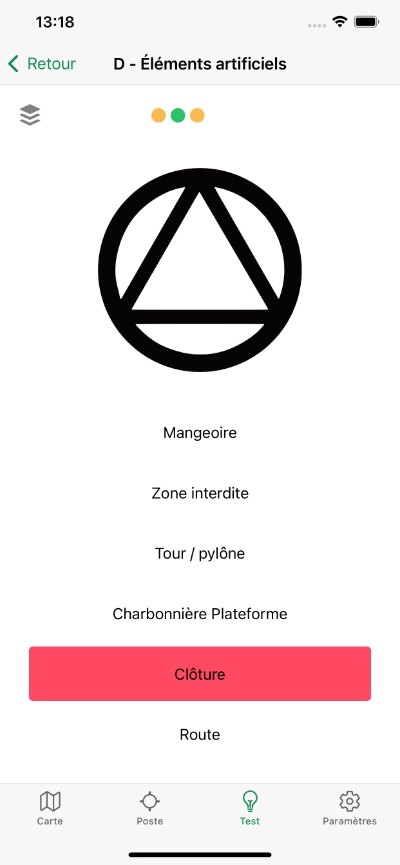 13:18
Retour
D - Éléments artificiels
Mangeoire
Zone interdite
Tour / pylône
Charbonnière Plateforme
Clôture
Route
Carte
Poste
Test
Paramètres